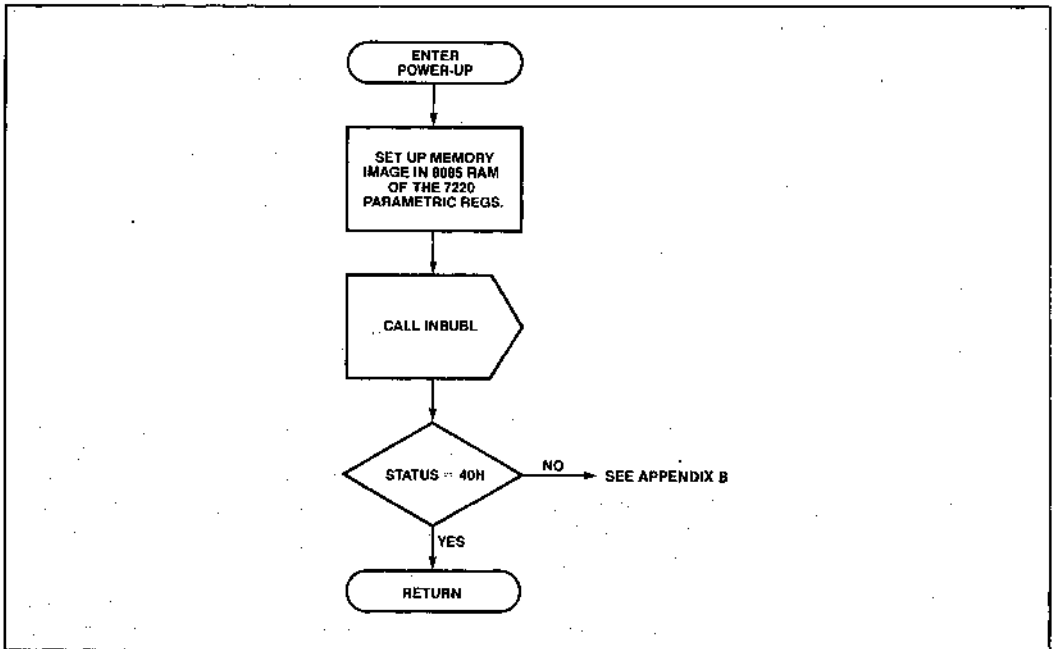 ENTER
POWER-UP
SET UP MEMORY
IMAGE IN 8085 RAM
OF THE 7220
PARAMETRIC REGS.
CALL INBUBL
STATUS = 40H
NO
SEE APPENDIX B
YES
RETURN